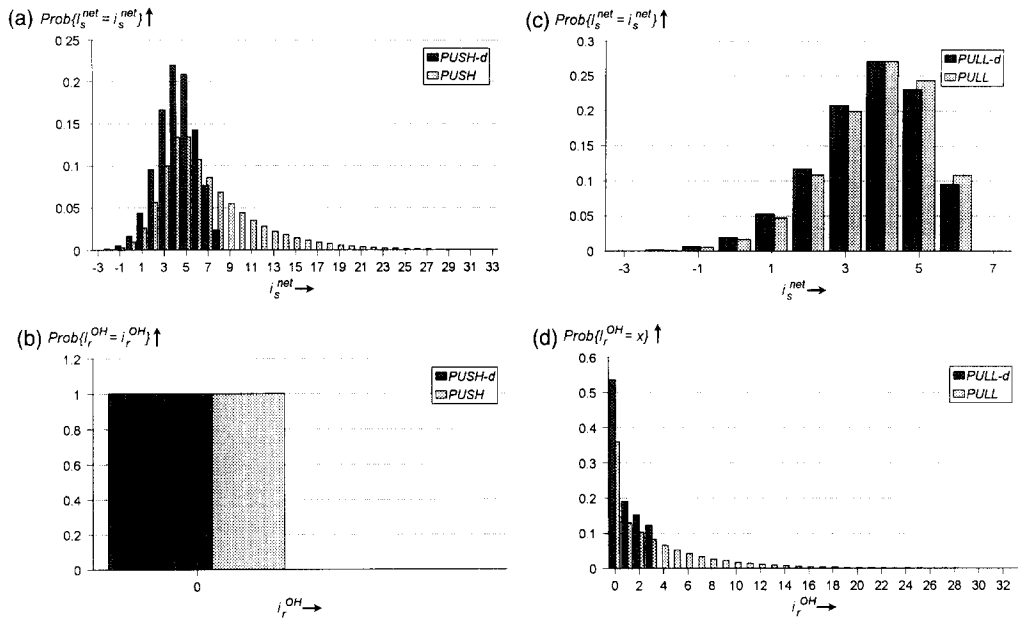 (a) Prob{I_s^net = i_s^net}↑
0.25
0.2
0.15
0.1
0.05
0
PUSH-d
PUSH
-3 -1 1 3 5 7 9 11 13 15 17 19 21 23 25 27 29 31 33
i_s^net →
(c) Prob{I_s^net = i_s^net}↑
0.3
0.25
0.2
0.15
0.1
0.05
0
PULL-d
PULL
-3 -1 1 3 5 7
i_s^net →
(b) Prob{I_r^OH = i_r^OH}↑
1.2
1
0.8
0.6
0.4
0.2
0
PUSH-d
PUSH
0
i_r^OH →
(d) Prob{I_r^OH = x}↑
0.6
0.5
0.4
0.3
0.2
0.1
0
PULL-d
PULL
0 2 4 6 8 10 12 14 16 18 20 22 24 26 28 30 32
i_r^OH →